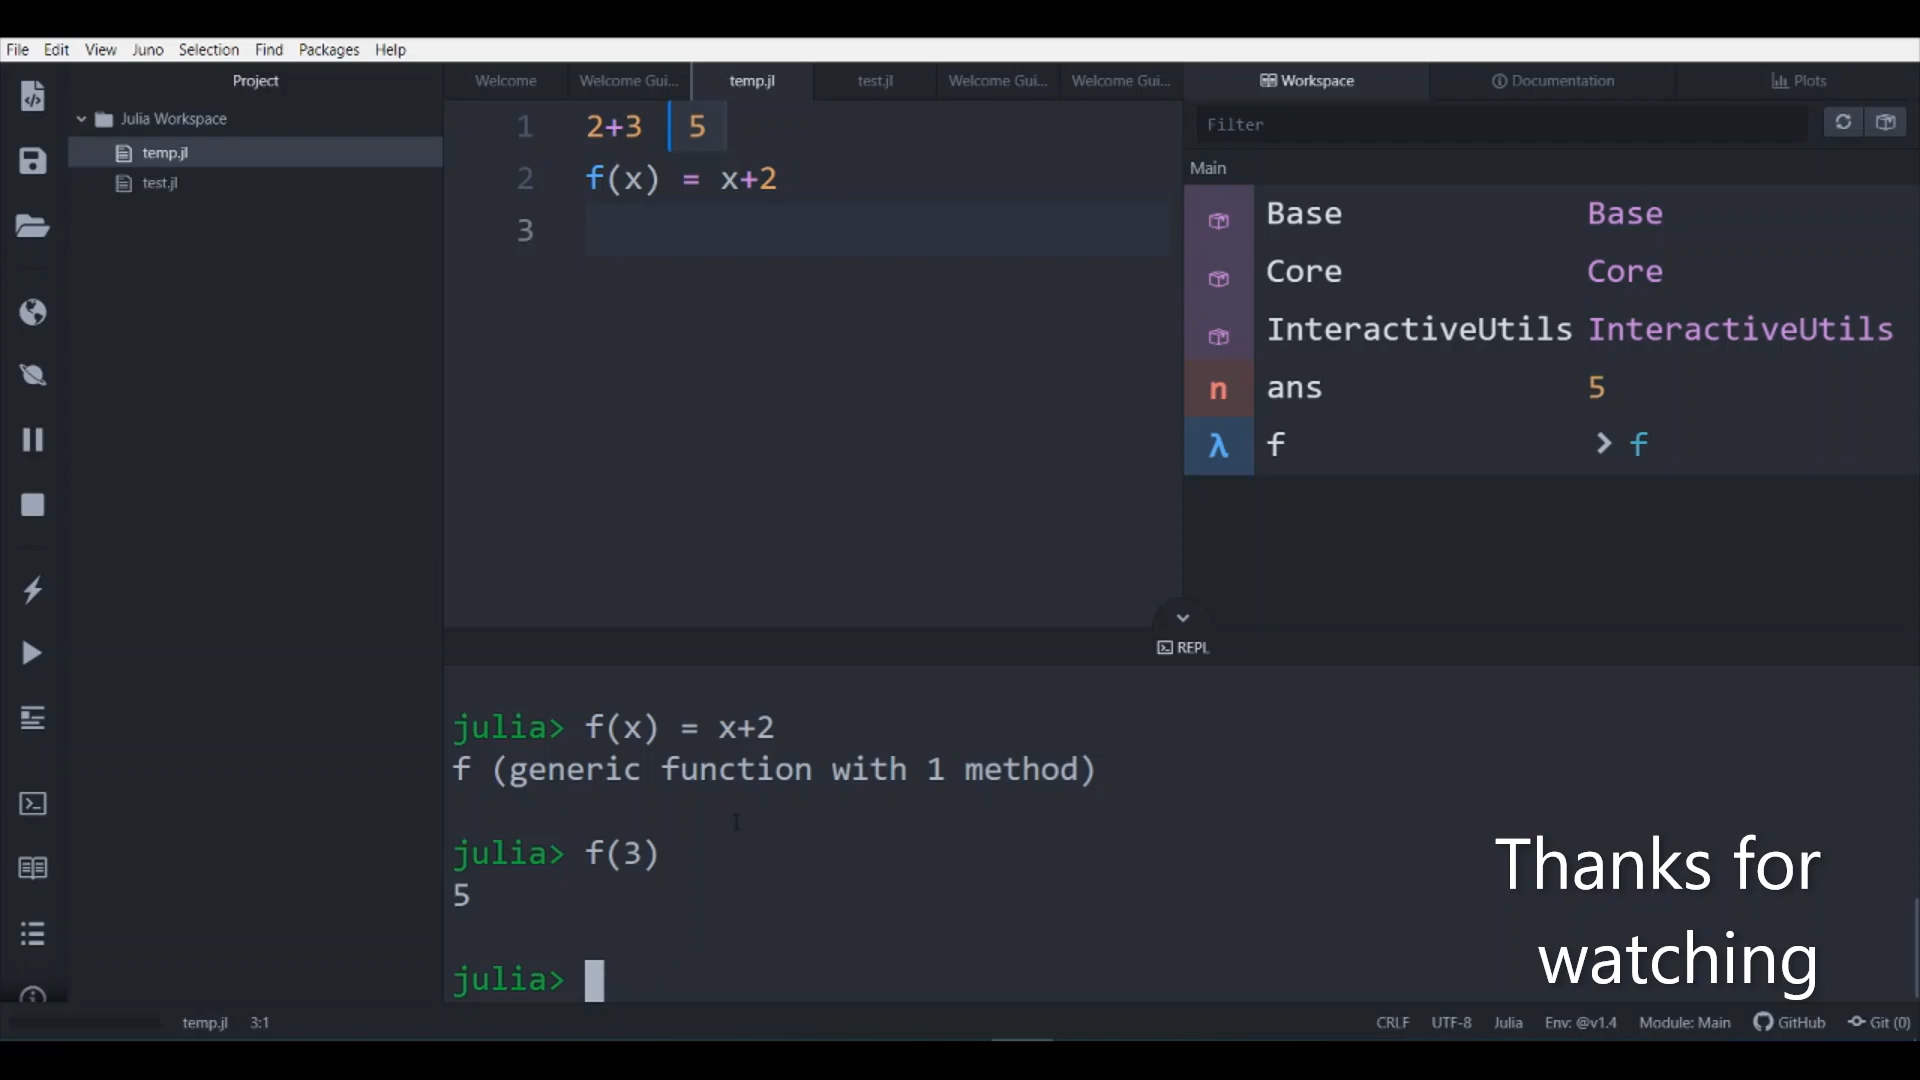 File Edit View Juno Selection Find Packages Help
Project
Julia Workspace
temp.jl
test.jl
Welcome Welcome Gui... temp.jl test.jl Welcome Gui... Welcome Gui...
1 2+3 5
2 f(x) = x+2
3
Workspace Documentation Plots
Filter
Main
Base Base
Core Core
InteractiveUtils InteractiveUtils
n ans 5
λ f > f
REPL
julia> f(x) = x+2
f (generic function with 1 method)
julia> f(3)
5
julia>
Thanks for
watching
temp.jl 3:1 CRLF UTF-8 Julia Env: @v1.4 Module: Main GitHub Git (0)